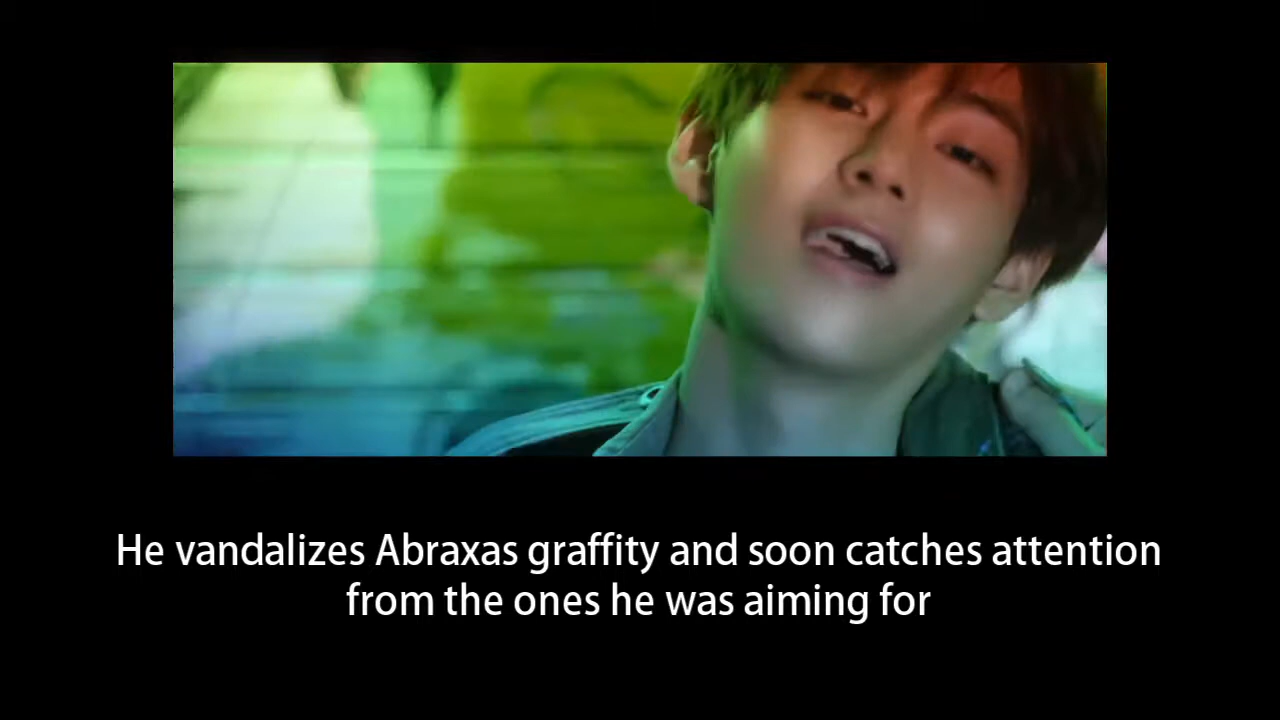 He vandalizes Abraxas graffity and soon catches attention
from the ones he was aiming for